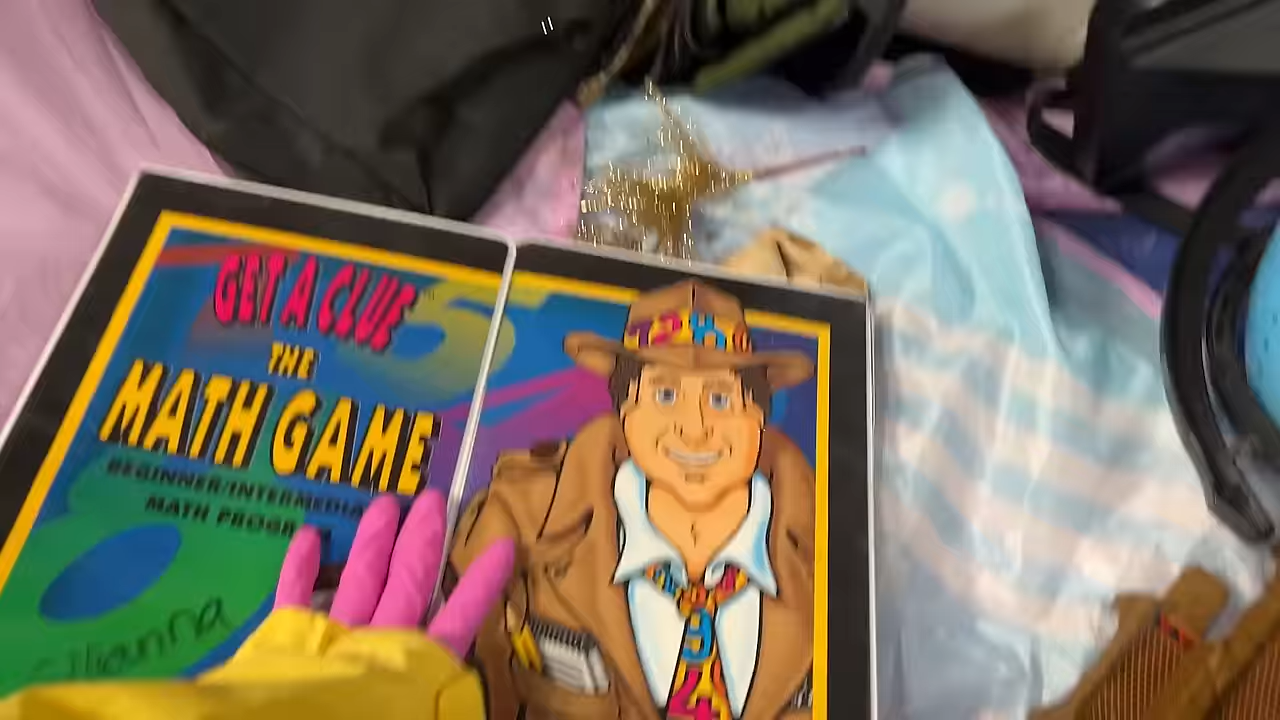 GET A CLUE
THE
MATH GAME
BEGINNER/INTERMEDIA
MATH PROGR